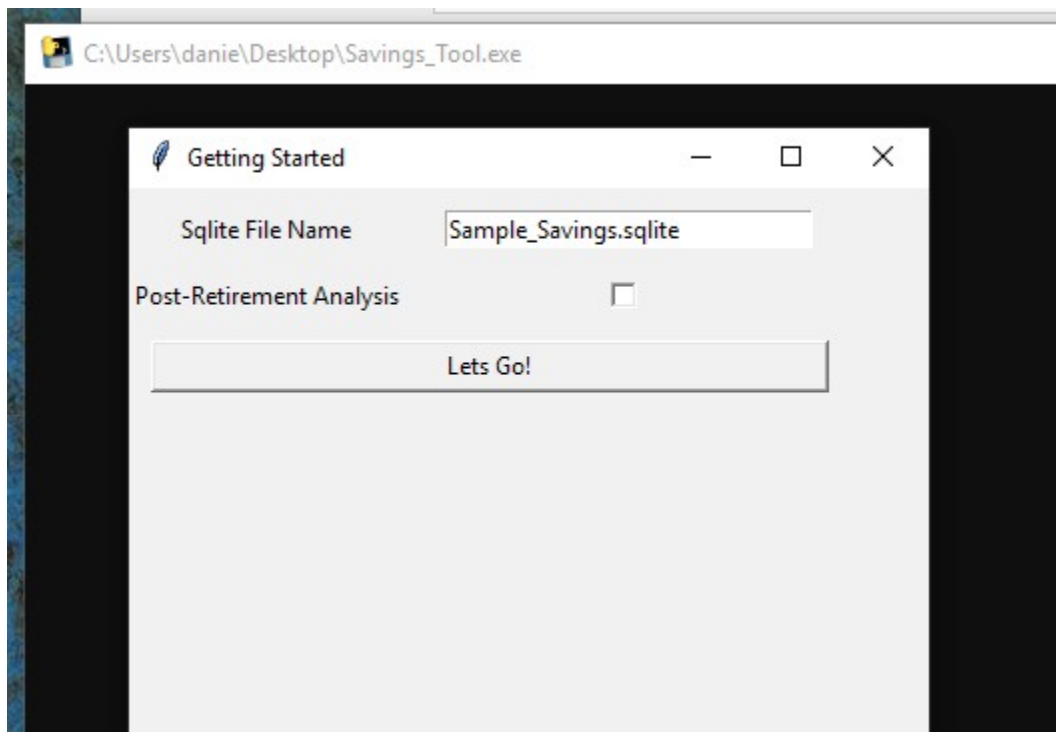 C:\Users\danie\Desktop\Savings_Tool.exe
Getting Started
Sqlite File Name Sample_Savings.sqlite
Post-Retirement Analysis
Lets Go!